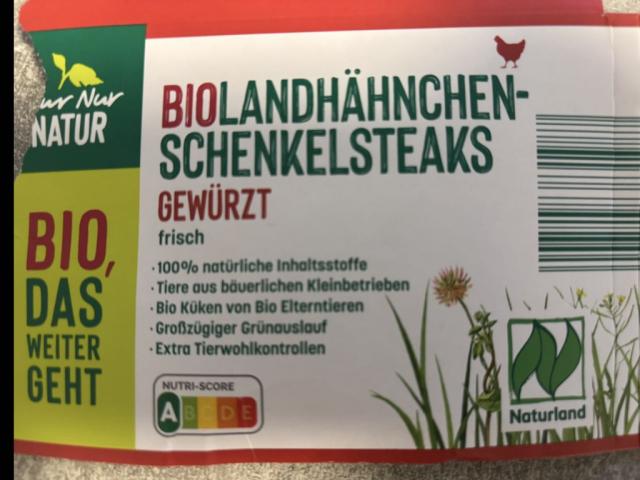 Nur Nur
NATUR
BIO,
DAS
WEITER
GEHT
BIOLANDHÄHNCHEN-
SCHENKELSTEAKS
GEWÜRZT
frisch
· 100% natürliche Inhaltsstoffe
· Tiere aus bäuerlichen Kleinbetrieben
· Bio Küken von Bio Elterntieren
· Großzügiger Grünauslauf
· Extra Tierwohlkontrollen
NUTRI-SCORE
A B C D E
Naturland